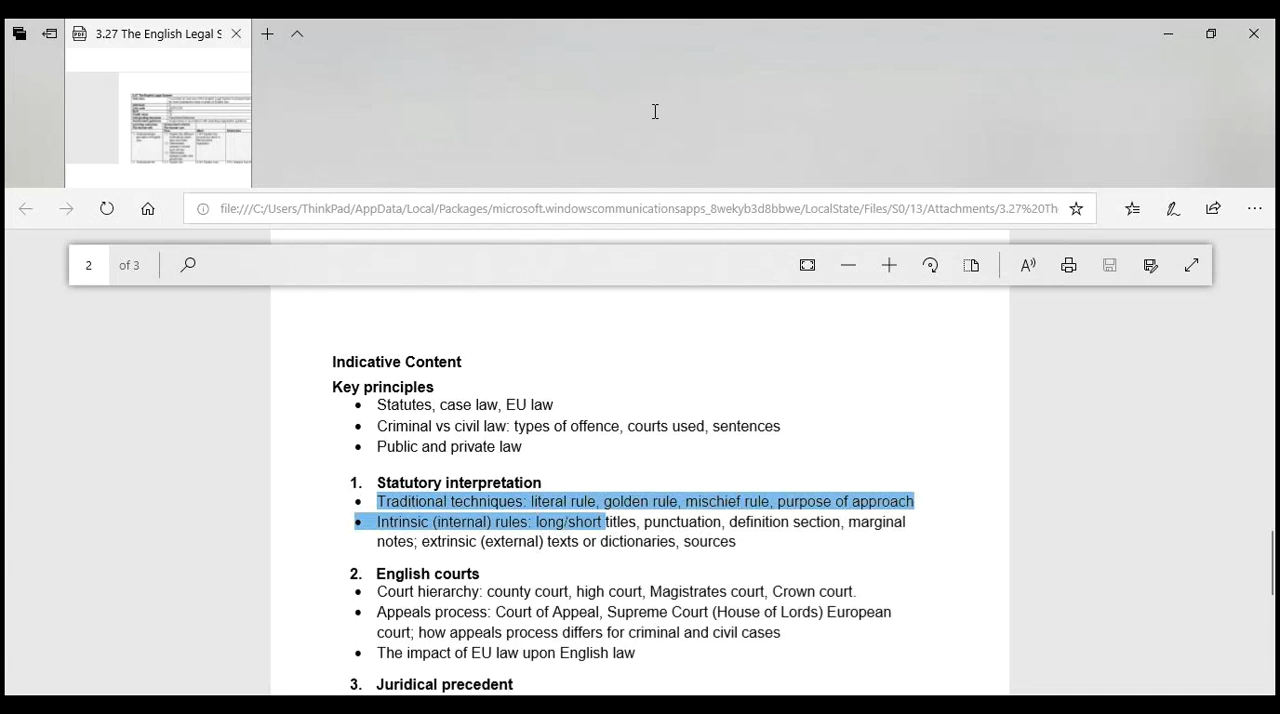 3.27 The English Legal S
file:///C:/Users/ThinkPad/AppData/Local/Packages/microsoft.windowscommunicationsapps_8wekyb3d8bbwe/LocalState/Files/S0/13/Attachments/3.27%20Th
2 of 3
Indicative Content
Key principles
• Statutes, case law, EU law
• Criminal vs civil law: types of offence, courts used, sentences
• Public and private law
1. Statutory interpretation
• Traditional techniques: literal rule, golden rule, mischief rule, purpose of approach
• Intrinsic (internal) rules: long/short titles, punctuation, definition section, marginal
notes; extrinsic (external) texts or dictionaries, sources
2. English courts
• Court hierarchy: county court, high court, Magistrates court, Crown court.
• Appeals process: Court of Appeal, Supreme Court (House of Lords) European
court; how appeals process differs for criminal and civil cases
• The impact of EU law upon English law
3. Juridical precedent